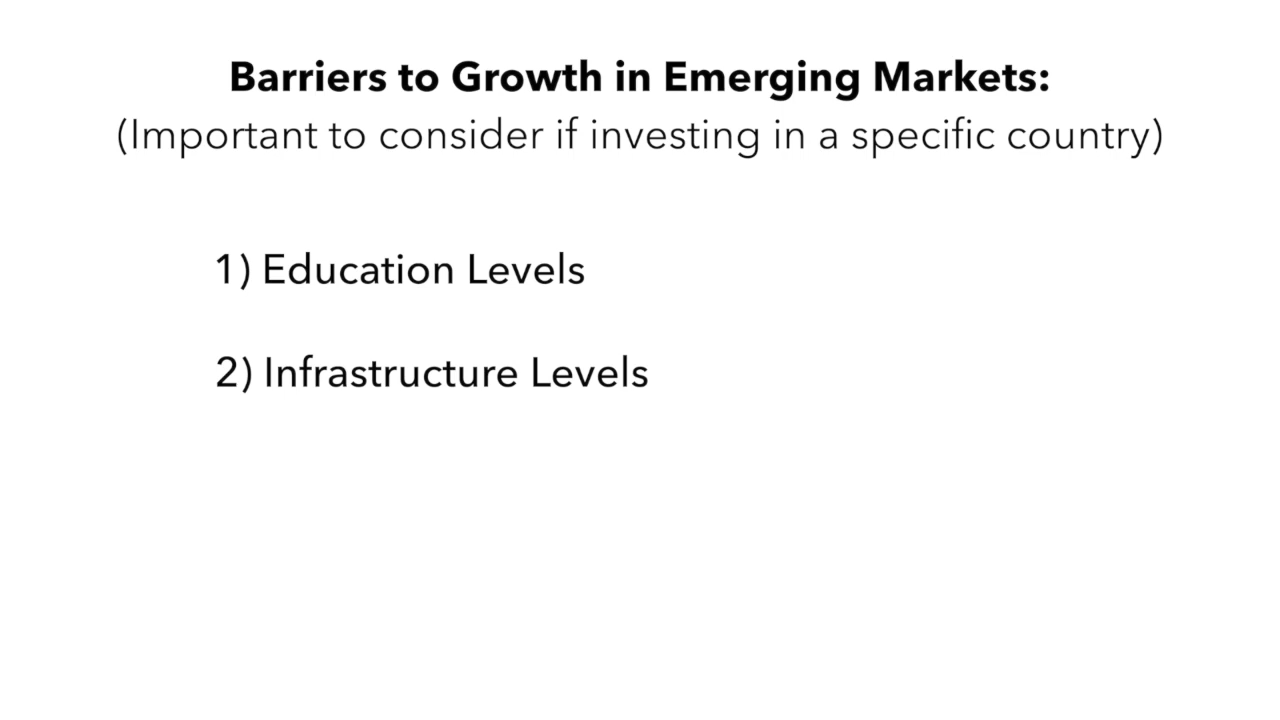 Barriers to Growth in Emerging Markets:
(Important to consider if investing in a specific country)
1) Education Levels
2) Infrastructure Levels